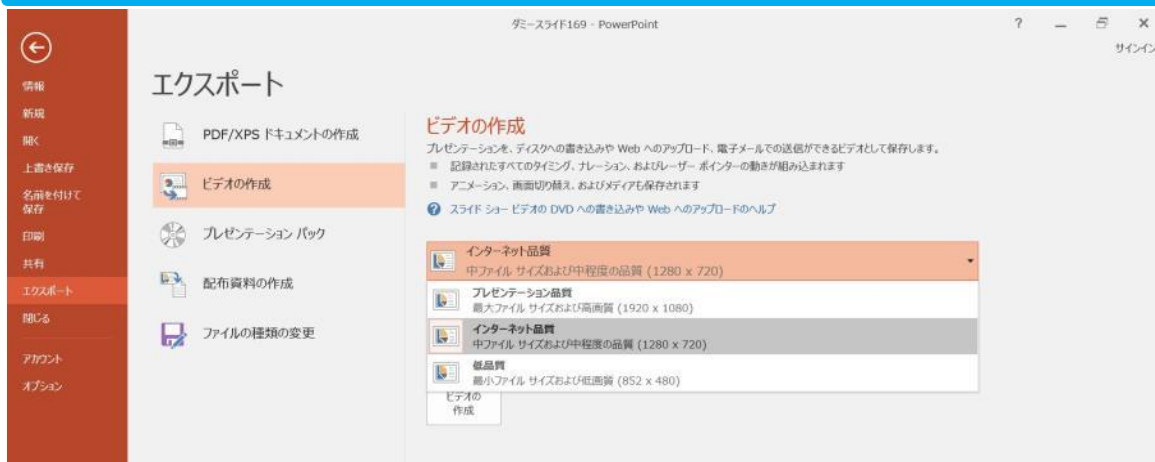 ダミースライド169 - PowerPoint
?
サインイン
情報
新規
開く
上書き保存
名前を付けて
保存
印刷
共有
エクスポート
閉じる
アカウント
オプション
エクスポート
PDF/XPS ドキュメントの作成
ビデオの作成
プレゼンテーション パック
配布資料の作成
ファイルの種類の変更
ビデオの作成
プレゼンテーションを、ディスクへの書き込みや Web へのアップロード、電子メールでの送信ができるビデオとして保存します。
記録されたすべてのタイミング、ナレーション、およびレーザー ポインターの動きが組み込まれます
アニメーション、画面切り替え、およびメディアも保存されます
スライド ショー ビデオの DVD への書き込みや Web へのアップロードのヘルプ
インターネット品質
中ファイル サイズおよび中程度の品質 (1280 x 720)
プレゼンテーション品質
最大ファイル サイズおよび高画質 (1920 x 1080)
インターネット品質
中ファイル サイズおよび中程度の品質 (1280 x 720)
低品質
最小ファイル サイズおよび低画質 (852 x 480)
ビデオの
作成